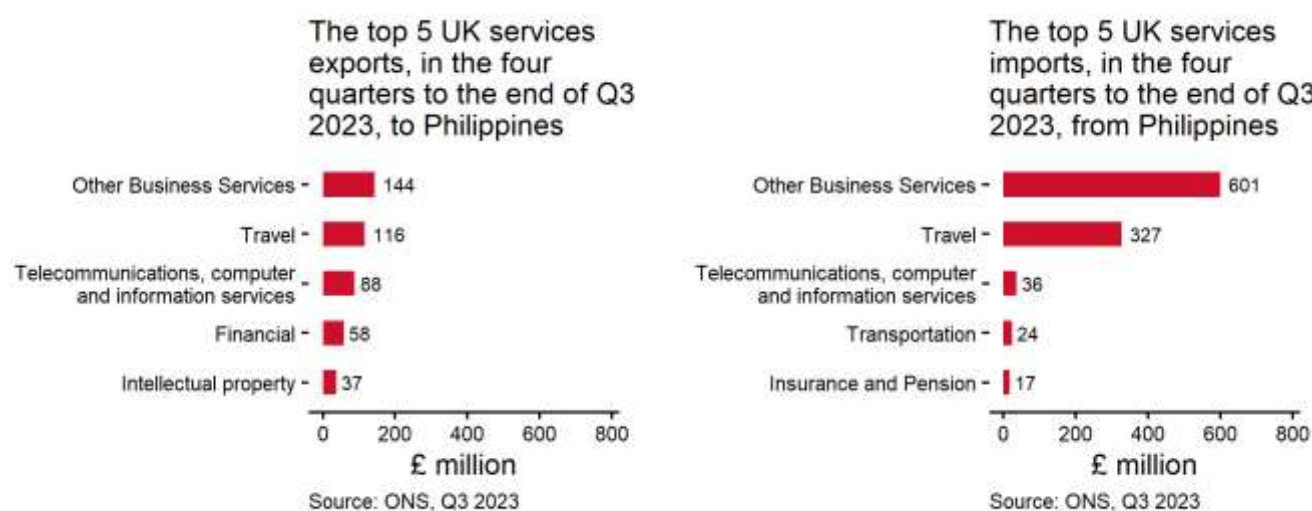 The top 5 UK services
exports, in the four
quarters to the end of Q3
2023, to Philippines
Other Business Services
144
Travel
116
Telecommunications, computer
and information services
88
Financial
58
Intellectual property
37
0 200 400 600 800
£ million
Source: ONS, Q3 2023
The top 5 UK services
imports, in the four
quarters to the end of Q3
2023, from Philippines
Other Business Services
601
Travel
327
Telecommunications, computer
and information services
36
Transportation
24
Insurance and Pension
17
0 200 400 600 800
£ million
Source: ONS, Q3 2023